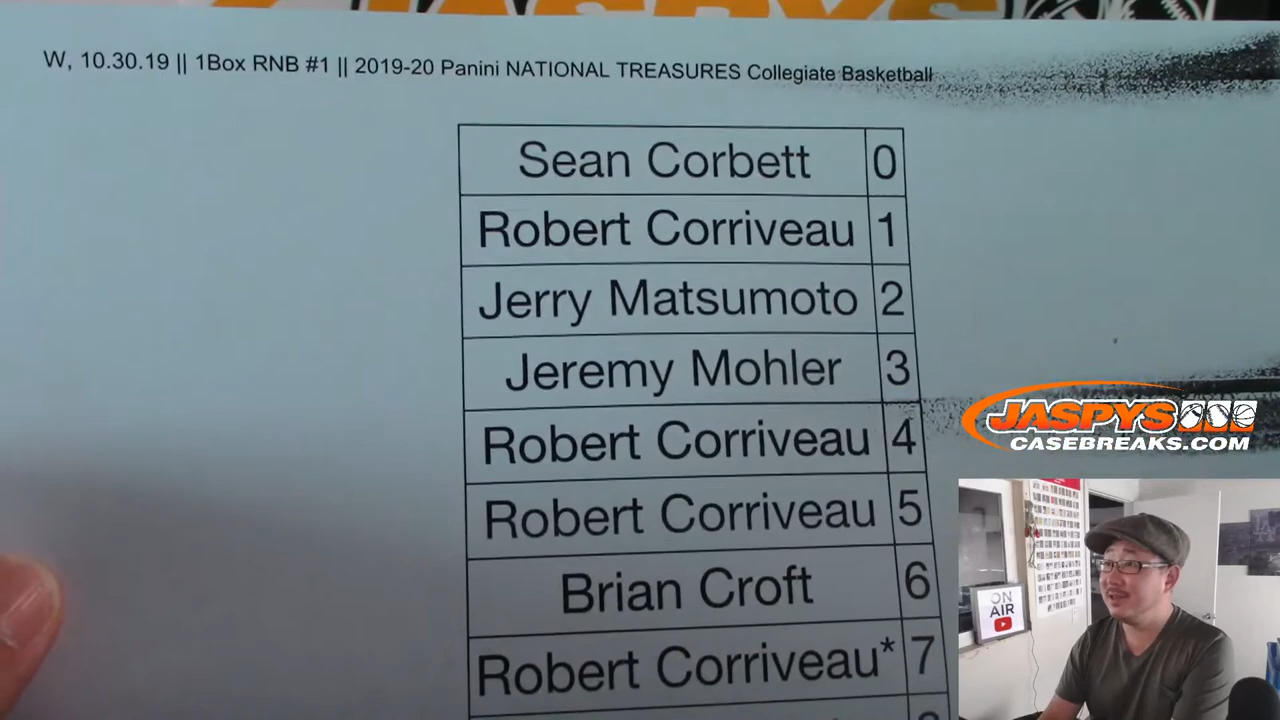 JASPYS
W, 10.30.19 || 1Box RNB #1 || 2019-20 Panini NATIONAL TREASURES Collegiate Basketball
Sean Corbett 0
Robert Corriveau 1
Jerry Matsumoto 2
Jeremy Mohler 3
Robert Corriveau 4
Robert Corriveau 5
Brian Croft 6
Robert Corriveau* 7
JASPYS
CASEBREAKS.COM
ON
AIR